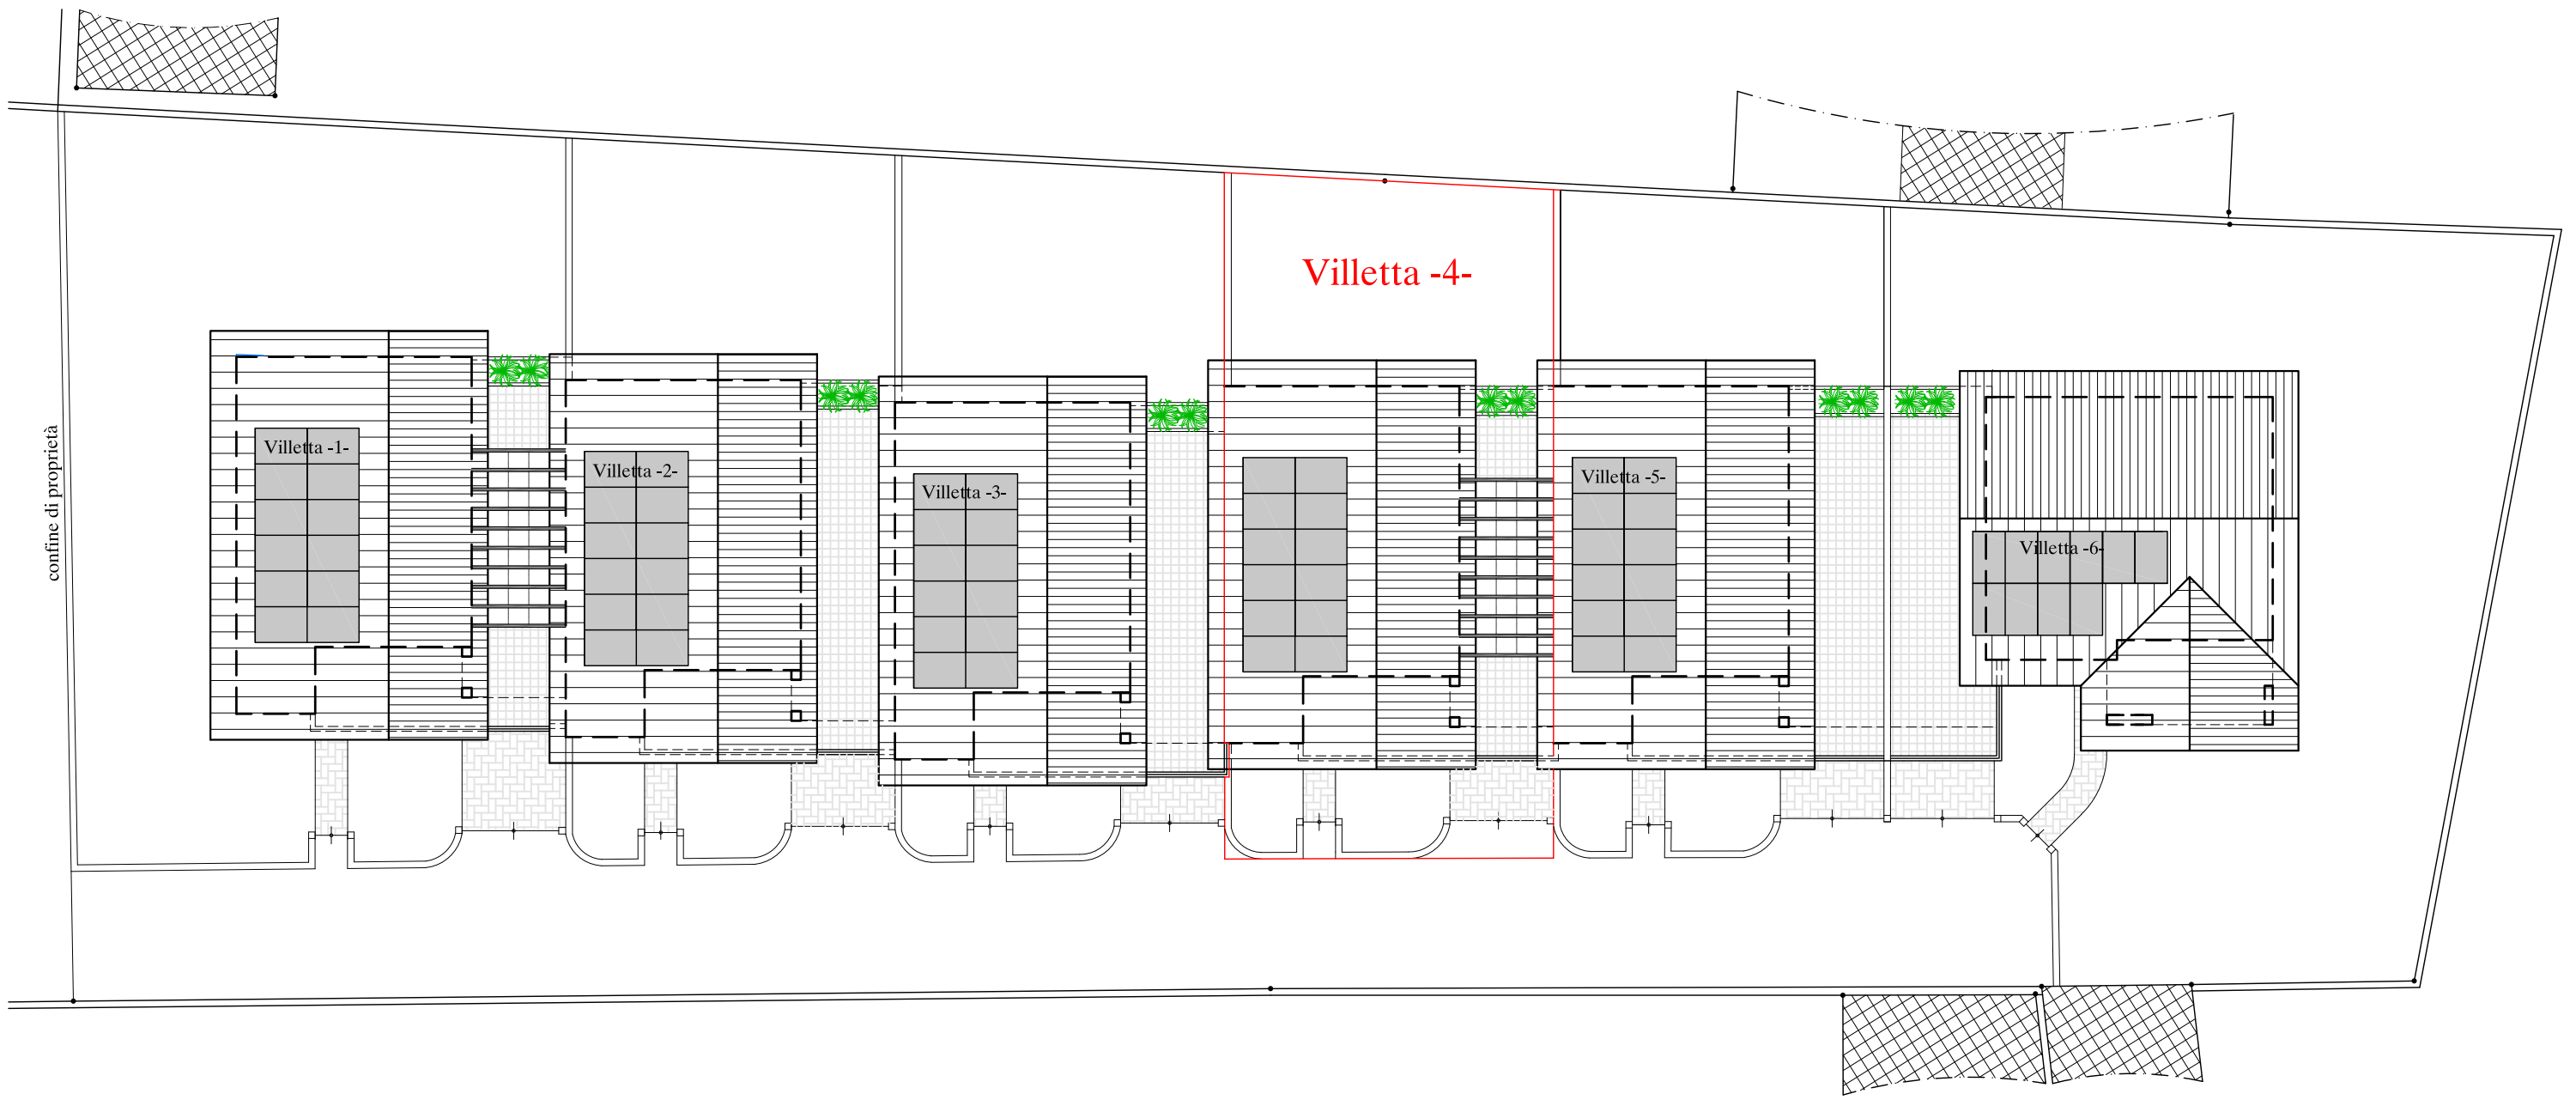 Villetta -4-
confine di proprietà
Villetta -1-
Villetta -2-
Villetta -3-
Villetta -5-
Villetta -6-